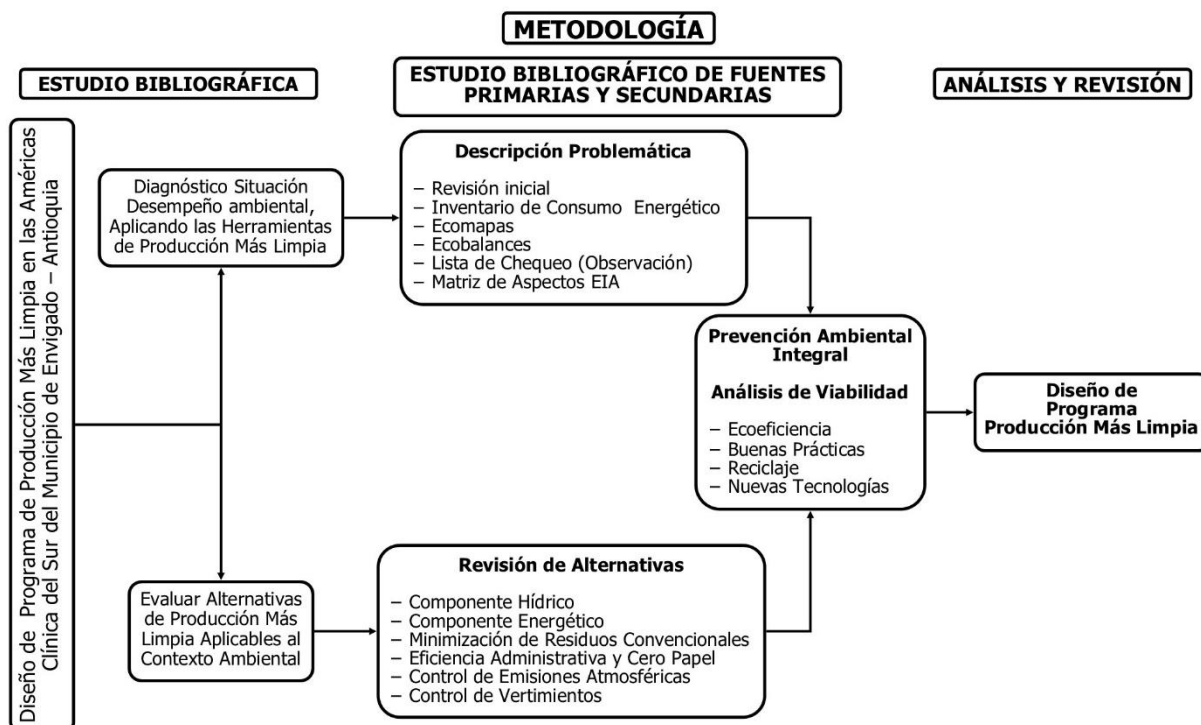 METODOLOGÍA
ESTUDIO BIBLIOGRÁFICA
ESTUDIO BIBLIOGRÁFICO DE FUENTES
PRIMARIAS Y SECUNDARIAS
ANÁLISIS Y REVISIÓN
Diseño de Programa de Producción Más Limpia en las Américas
Clínica del Sur del Municipio de Envigado – Antioquia
Diagnóstico Situación
Desempeño ambiental,
Aplicando las Herramientas
de Producción Más Limpia
Descripción Problemática
– Revisión inicial
– Inventario de Consumo Energético
– Ecomapas
– Ecobalances
– Lista de Chequeo (Observación)
– Matriz de Aspectos EIA
Prevención Ambiental
Integral
Análisis de Viabilidad
– Ecoeficiencia
– Buenas Prácticas
– Reciclaje
– Nuevas Tecnologías
Diseño de
Programa
Producción Más Limpia
Evaluar Alternativas
de Producción Más
Limpia Aplicables al
Contexto Ambiental
Revisión de Alternativas
– Componente Hídrico
– Componente Energético
– Minimización de Residuos Convencionales
– Eficiencia Administrativa y Cero Papel
– Control de Emisiones Atmosféricas
– Control de Vertimientos